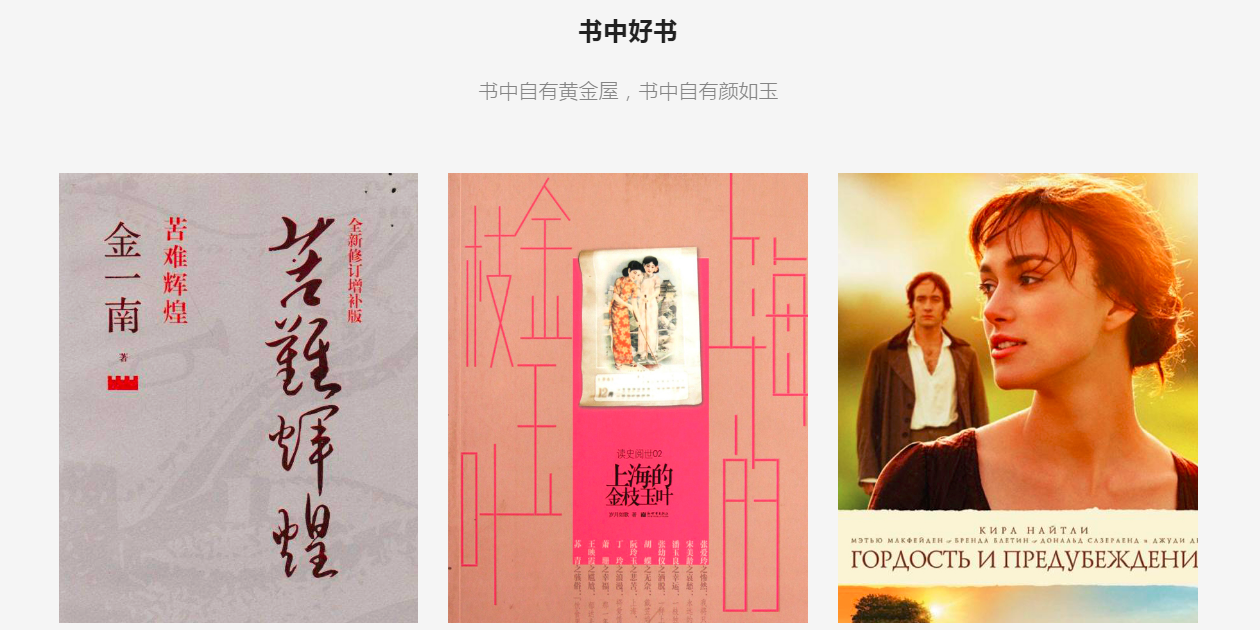 书中好书
书中自有黄金屋，书中自有颜如玉
全新修订增补版
苦難輝煌
苦难辉煌
金一南
著
上海的
金枝玉叶
读史阅世02
上海的
金枝玉叶
КИРА НАЙТЛИ
МЭТЬЮ МАКФЕЙДЕН БРЕНДА БЛЕТИН ДОНАЛЬД САЗЕРЛЕНД ДЖУДИ
ГОРДОСТЬ И ПРЕДУБЕЖДЕНИ